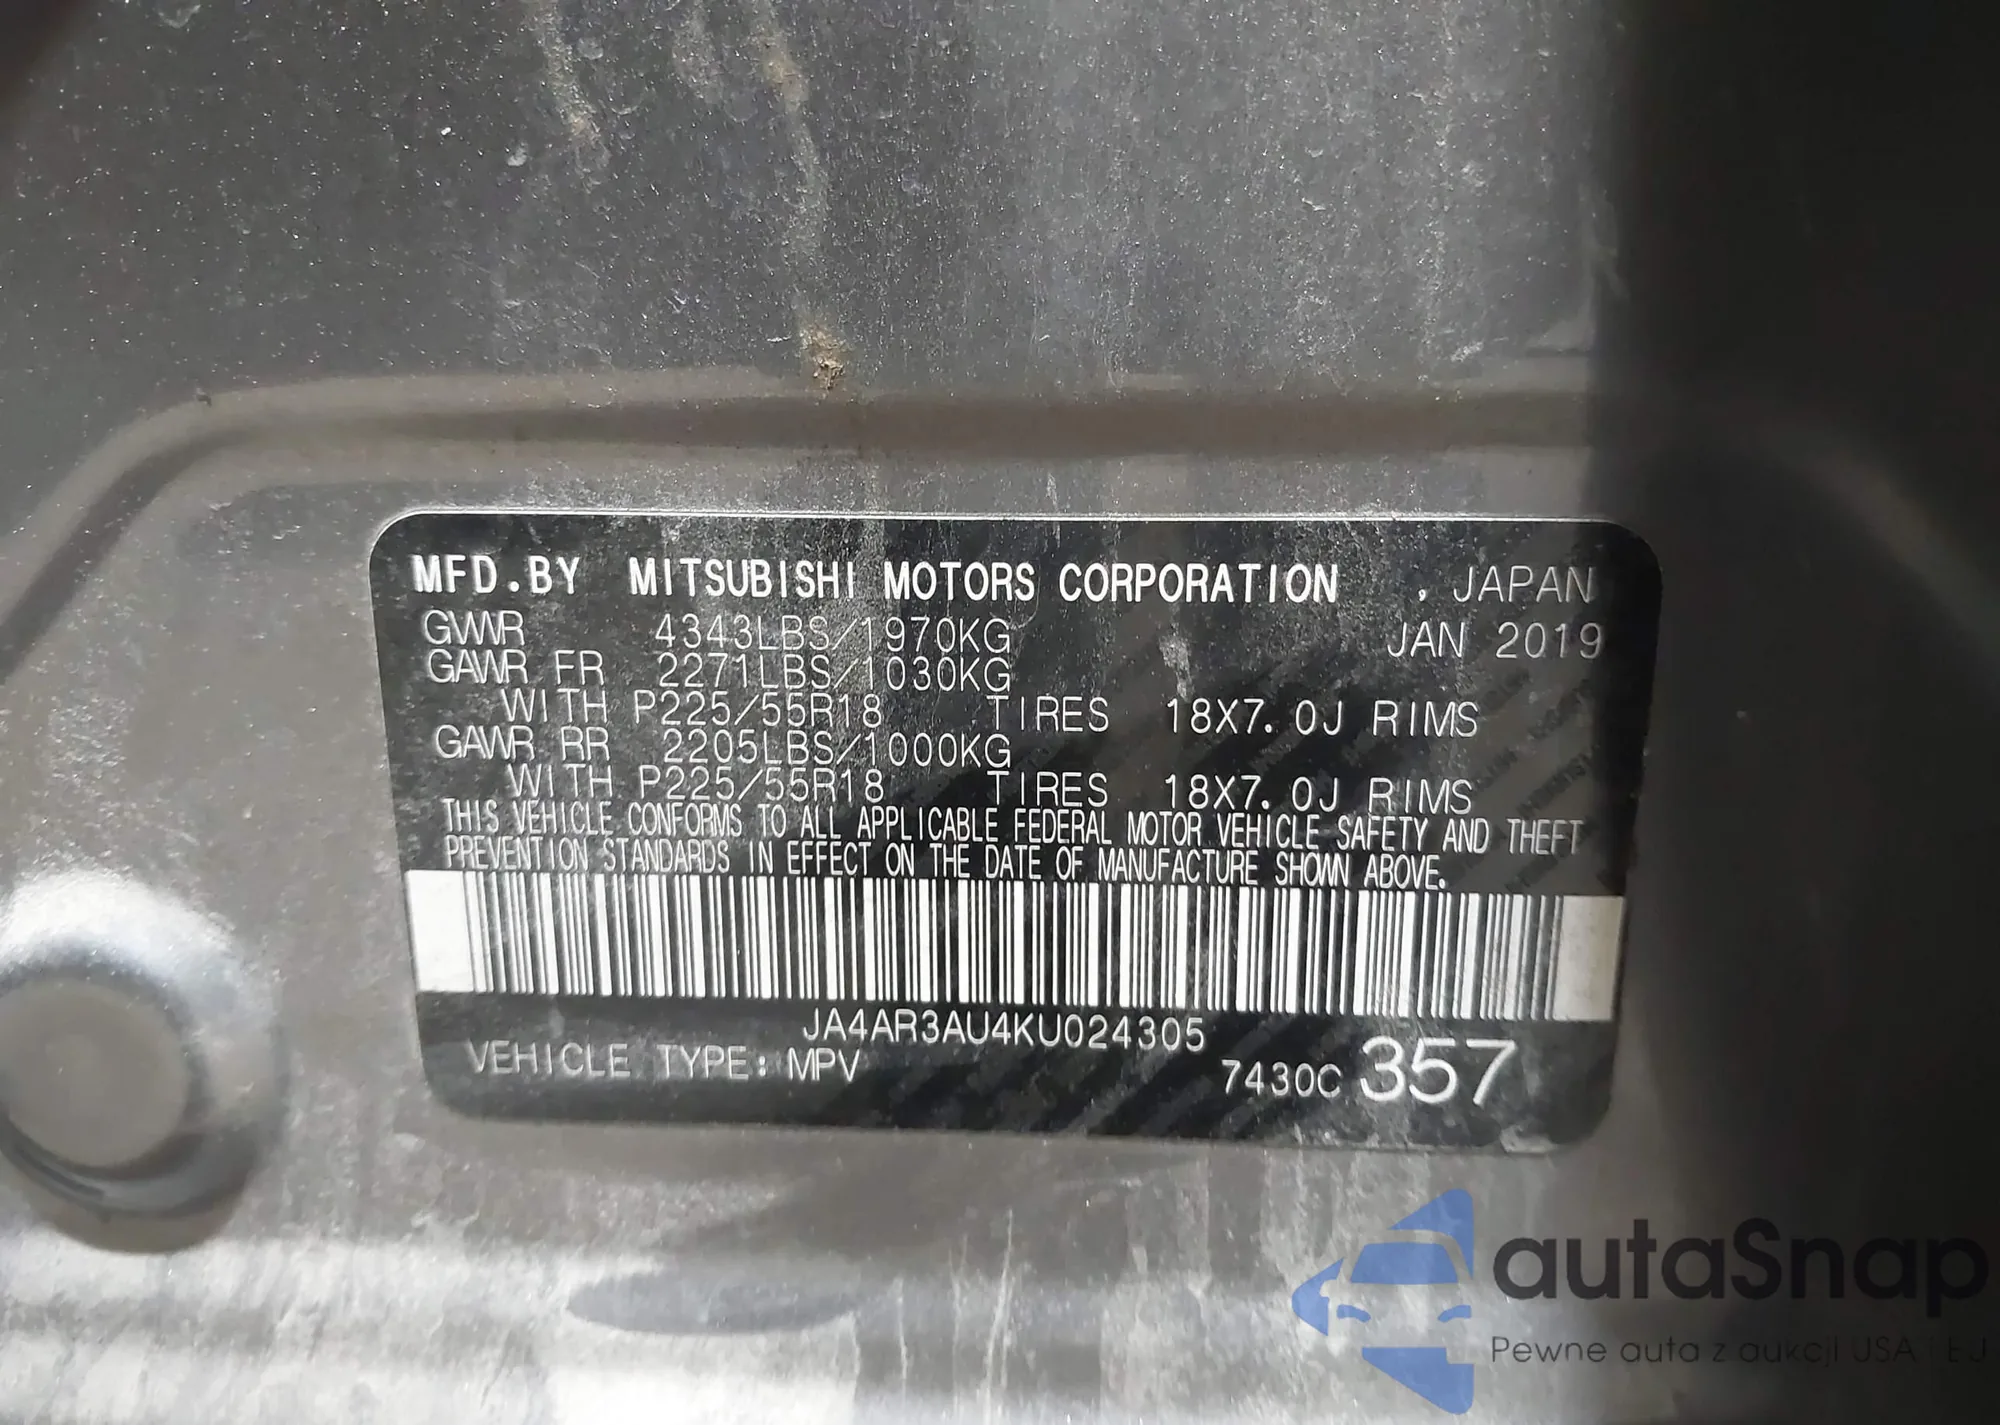 MFD.BY MITSUBISHI MOTORS CORPORATION , JAPAN
GVWR 4343LBS/1970KG JAN 2019
GAWR FR 2271LBS/1030KG
WITH P225/55R18 TIRES 18X7.0J RIMS
GAWR RR 2205LBS/1000KG
WITH P225/55R18 TIRES 18X7.0J RIMS
THIS VEHICLE CONFORMS TO ALL APPLICABLE FEDERAL MOTOR VEHICLE SAFETY AND THEFT
PREVENTION STANDARDS IN EFFECT ON THE DATE OF MANUFACTURE SHOWN ABOVE.
JA4AR3AU4KU024305
VEHICLE TYPE: MPV 7430C 357
autaSnap
Pewne auta z aukcji USA i EU